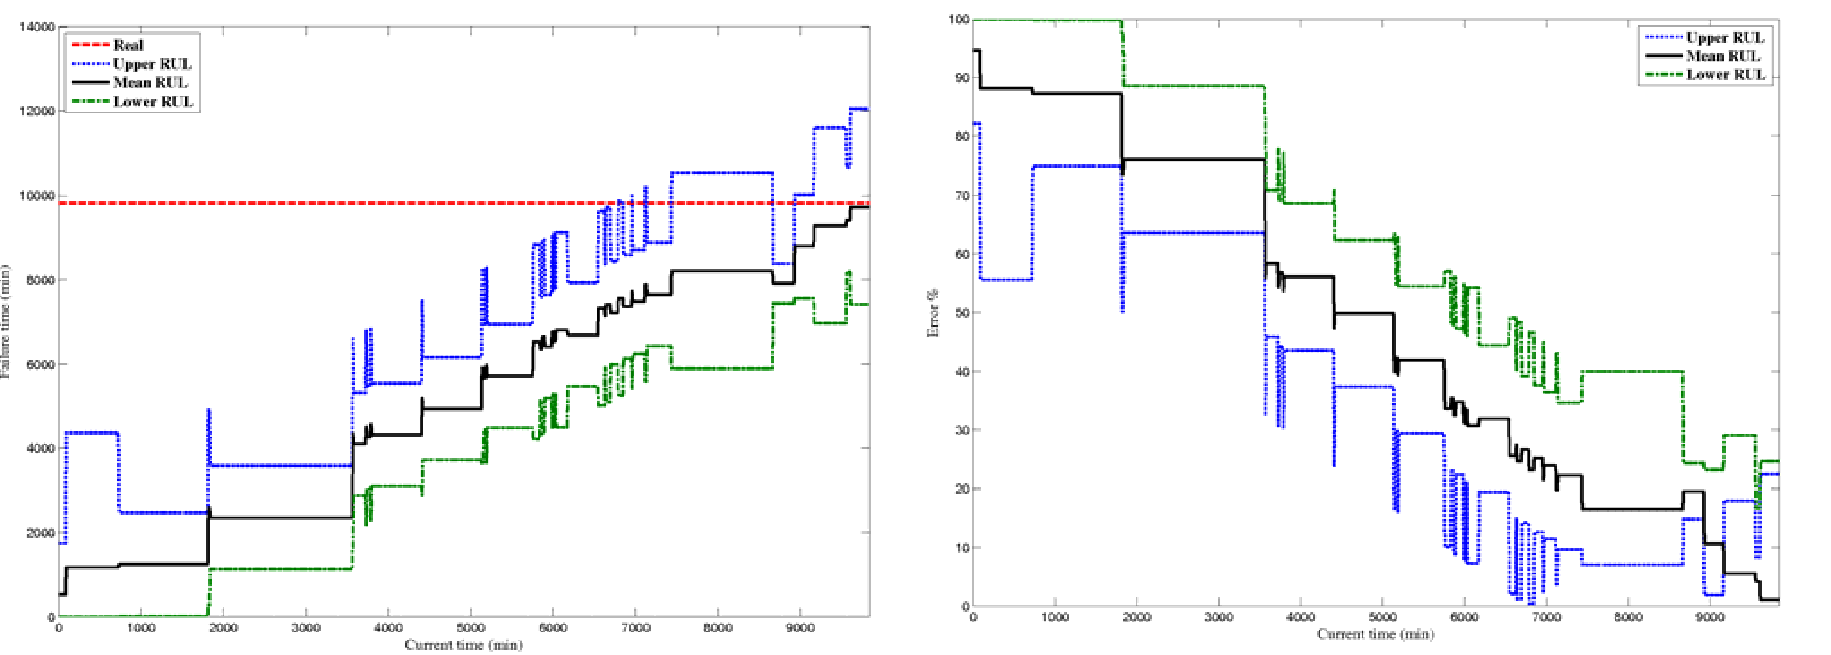 14000
12000
10000
8000
6000
4000
2000
0
Failure time (min)
Real
Upper RUL
Mean RUL
Lower RUL
0 1000 2000 3000 4000 5000 6000 7000 8000 9000
Current time (min)
100
90
80
70
60
50
40
30
20
10
0
Error %
Upper RUL
Mean RUL
Lower RUL
0 1000 2000 3000 4000 5000 6000 7000 8000 9000
Current time (min)